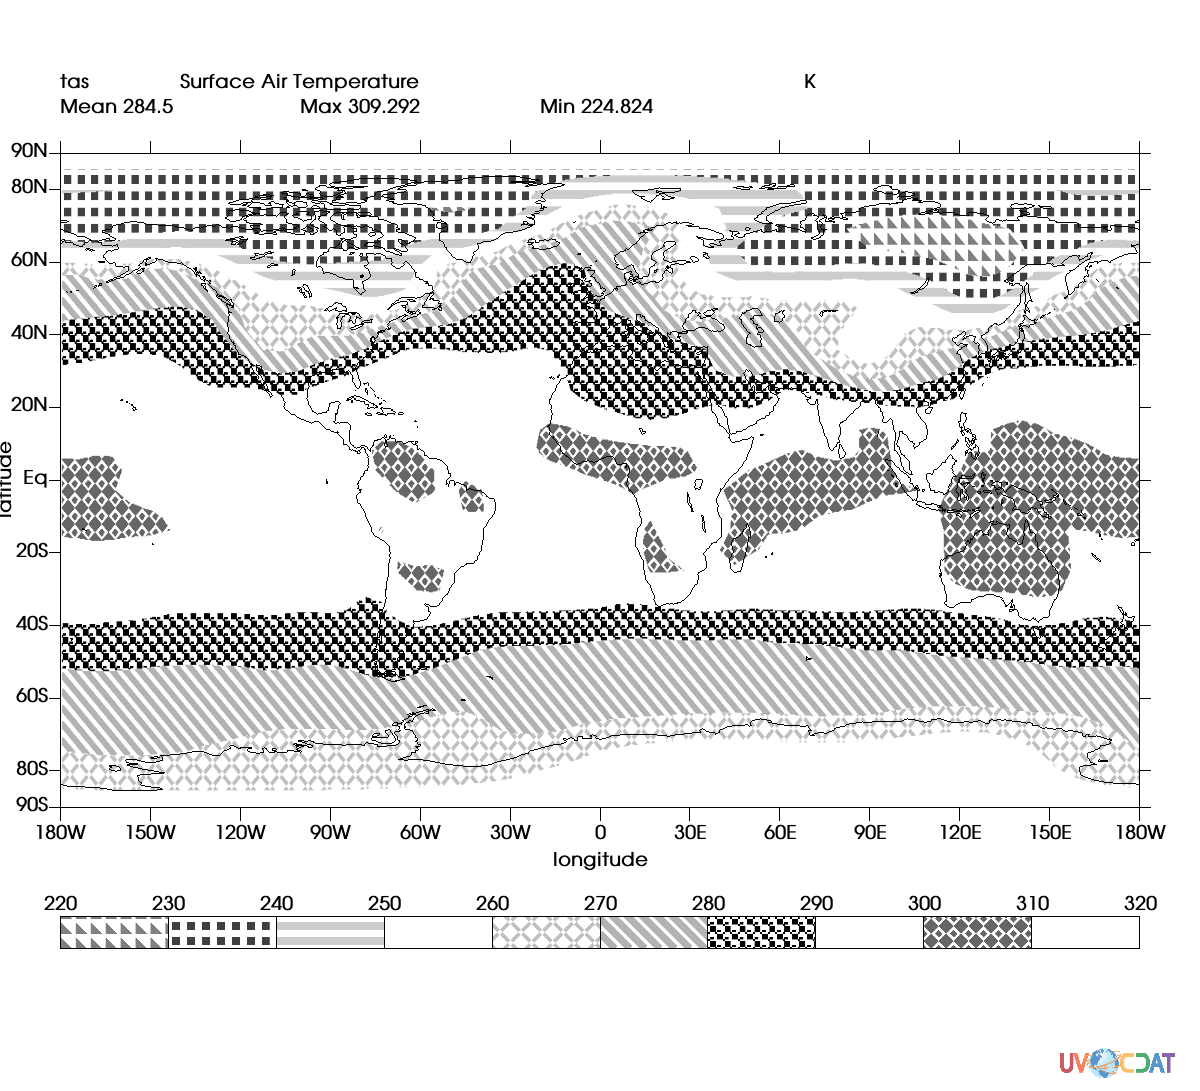 tas Surface Air Temperature K
Mean 284.5 Max 309.292 Min 224.824
90N
80N
60N
40N
20N
Eq
20S
40S
60S
80S
90S
latitude
180W 150W 120W 90W 60W 30W 0 30E 60E 90E 120E 150E 180W
longitude
220 230 240 250 260 270 280 290 300 310 320
UV CDAT